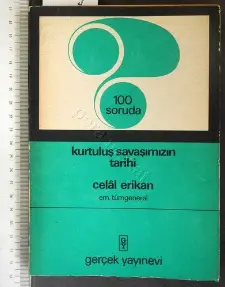 100
soruda
kurtuluş savaşımızın
tarihi
celâl erikan
em. tümgeneral
gerçek yayınevi